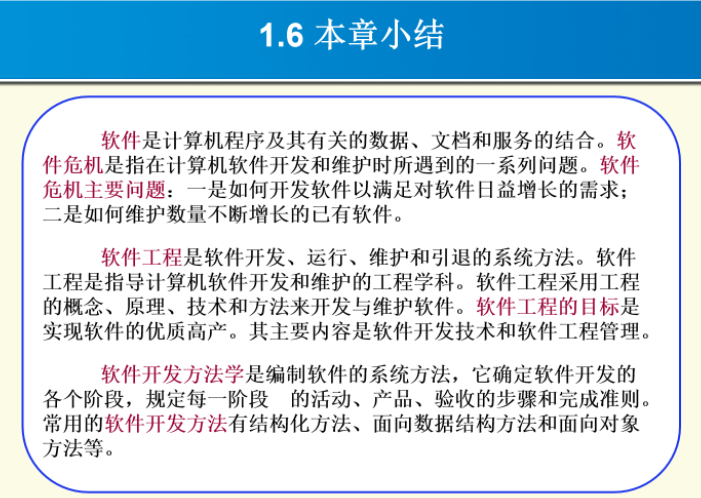 1.6 本章小结
软件是计算机程序及其有关的数据、文档和服务的结合。软
件危机是指在计算机软件开发和维护时所遇到的一系列问题。软件
危机主要问题：一是如何开发软件以满足对软件日益增长的需求；
二是如何维护数量不断增长的已有软件。
软件工程是软件开发、运行、维护和引退的系统方法。软件
工程是指导计算机软件开发和维护的工程学科。软件工程采用工程
的概念、原理、技术和方法来开发与维护软件。软件工程的目标是
实现软件的优质高产。其主要内容是软件开发技术和软件工程管理。
软件开发方法学是编制软件的系统方法，它确定软件开发的
各个阶段，规定每一阶段 的活动、产品、验收的步骤和完成准则。
常用的软件开发方法有结构化方法、面向数据结构方法和面向对象
方法等。